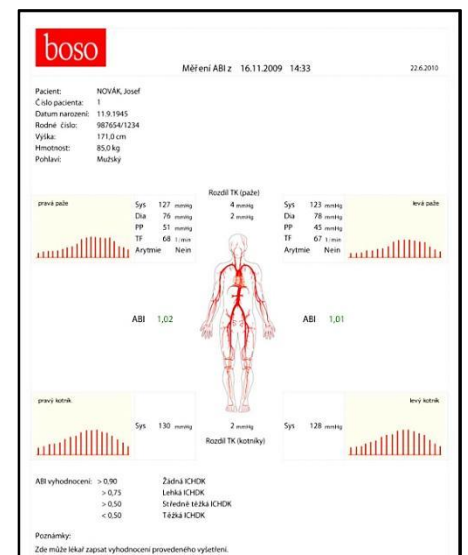 boso
Měření ABI z 16.11.2009 14:33 22.6.2010
Pacient: NOVÁK, Josef
Číslo pacienta: 1
Datum narození: 11.9.1945
Rodné číslo: 987654/1234
Výška: 171,0 cm
Hmotnost: 85,0 kg
Pohlaví: Mužský
Rozdíl TK (paže)
pravá paže Sys 127 mmHg 4 mmHg Sys 123 mmHg levá paže
Dia 76 mmHg 2 mmHg Dia 78 mmHg
PP 51 mmHg PP 45 mmHg
TF 68 1/min TF 67 1/min
Arytmie Nein Arytmie Nein
ABI 1,02 ABI 1,01
pravý kotník levý kotník
Sys 130 mmHg 2 mmHg Sys 128 mmHg
Rozdíl TK (kotníky)
ABI vyhodnocení: > 0,90 Žádná ICHDK
> 0,75 Lehká ICHDK
> 0,50 Středně těžká ICHDK
< 0,50 Těžká ICHDK
Poznámky:
Zde může lékař zapsat vyhodnocení provedeného vyšetření.